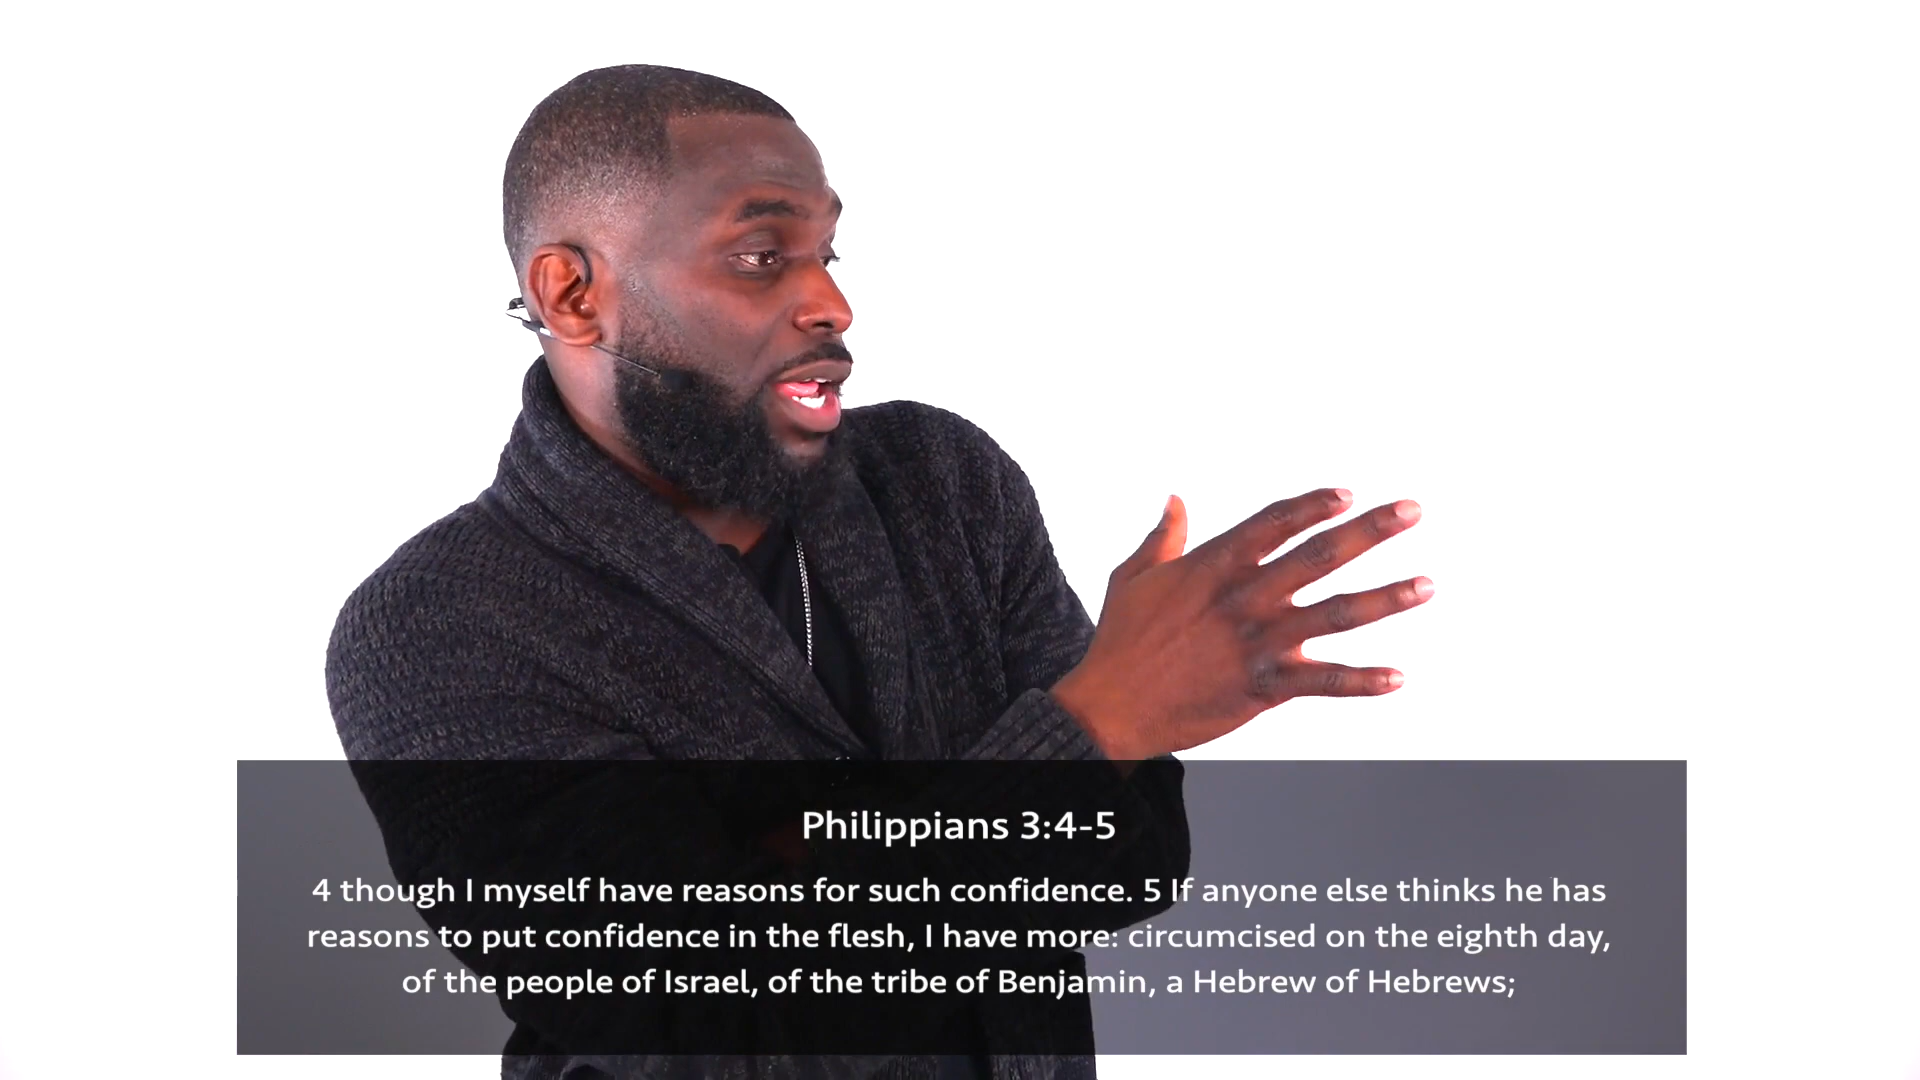 Philippians 3:4-5
4 though I myself have reasons for such confidence. 5 If anyone else thinks he has
reasons to put confidence in the flesh, I have more: circumcised on the eighth day,
of the people of Israel, of the tribe of Benjamin, a Hebrew of Hebrews;